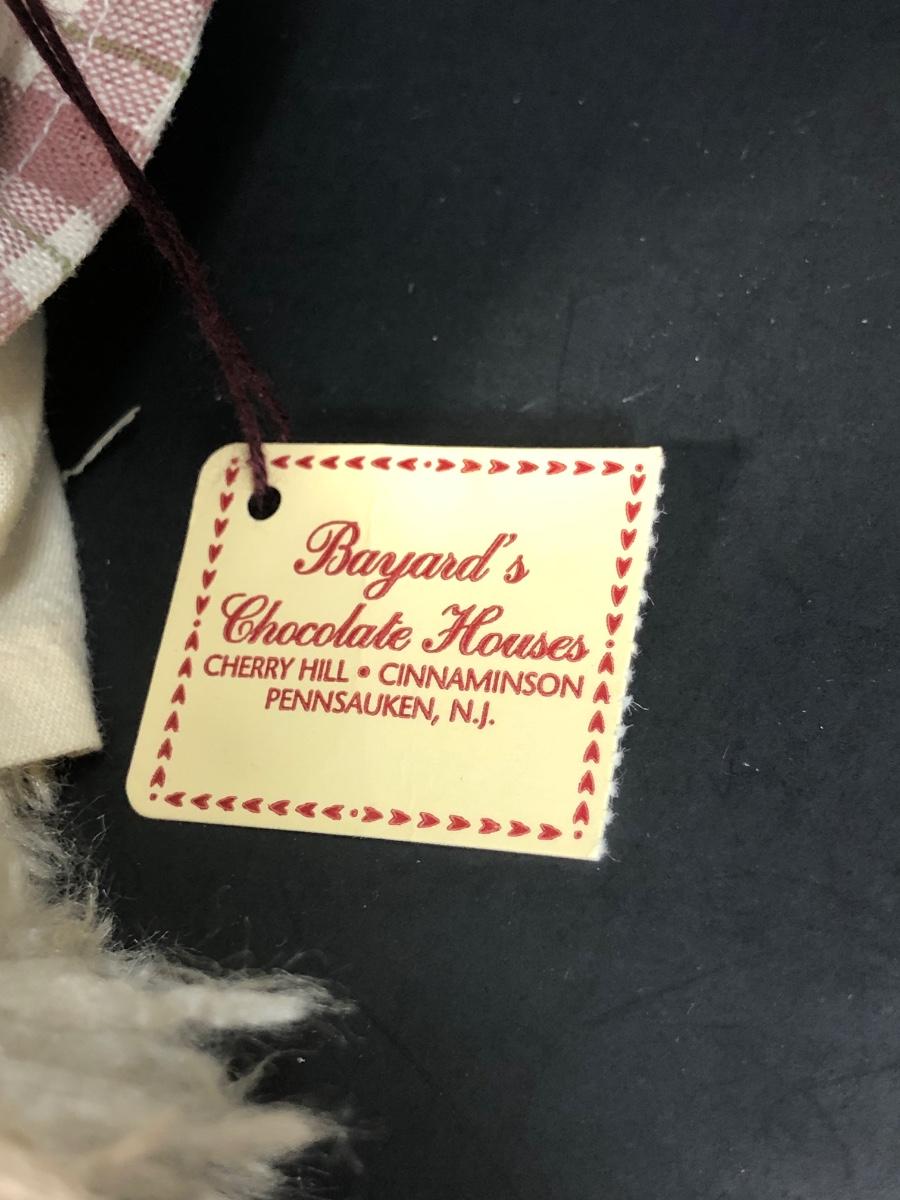 Bayard's
Chocolate Houses
CHERRY HILL • CINNAMINSON
PENNSAUKEN, N.J.